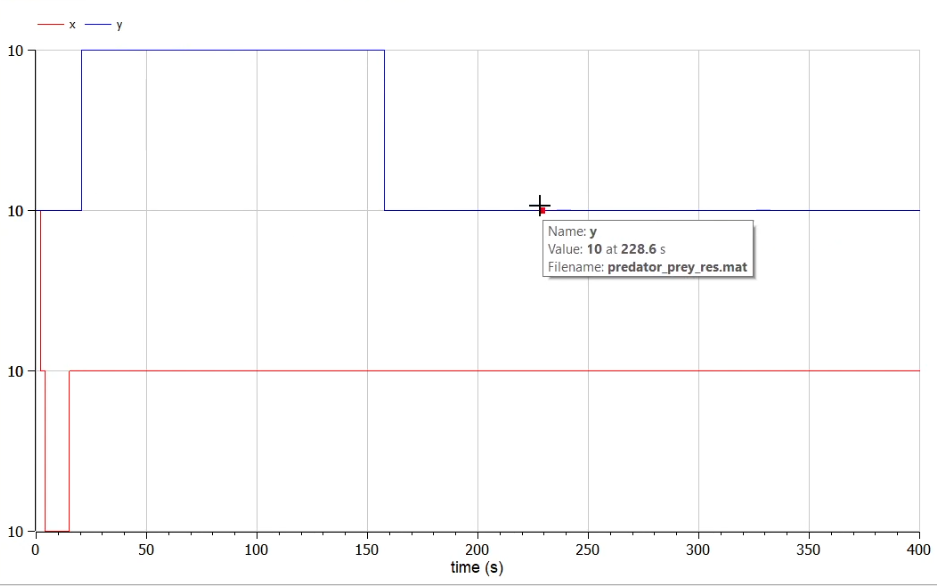 x y
10
10
Name: y
Value: 10 at 228.6 s
Filename: predator_prey_res.mat
10
10
0 50 100 150 200 250 300 350 400
time (s)